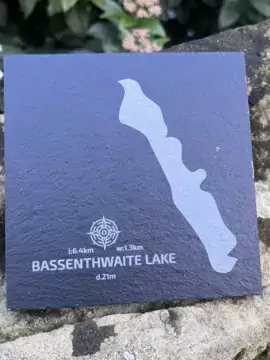 l:6.4km w:1.3km
BASSENTHWAITE LAKE
d.21m